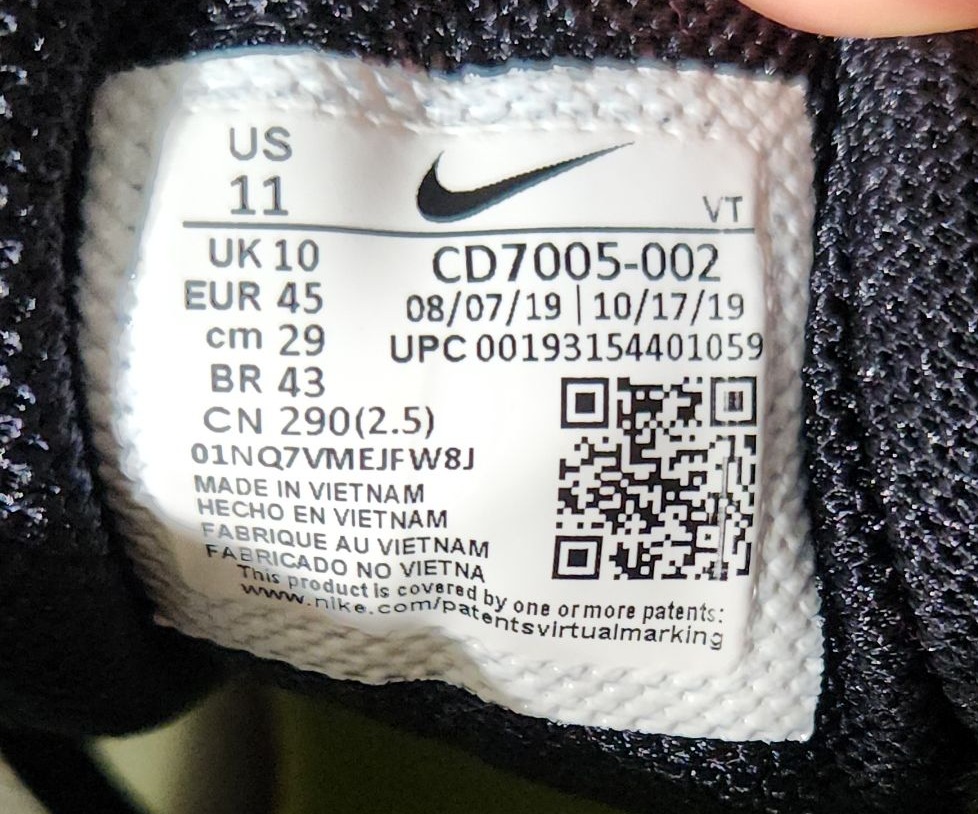 US
11
VT
UK 10
EUR 45
cm 29
BR 43
CN 290(2.5)
CD7005-002
08/07/19 | 10/17/19
UPC 00193154401059
01NQ7VMEJFW8J
MADE IN VIETNAM
HECHO EN VIETNAM
FABRIQUE AU VIETNAM
FABRICADO NO VIETNA
This product is covered by one or more patents:
www.nike.com/patentsvirtualmarking